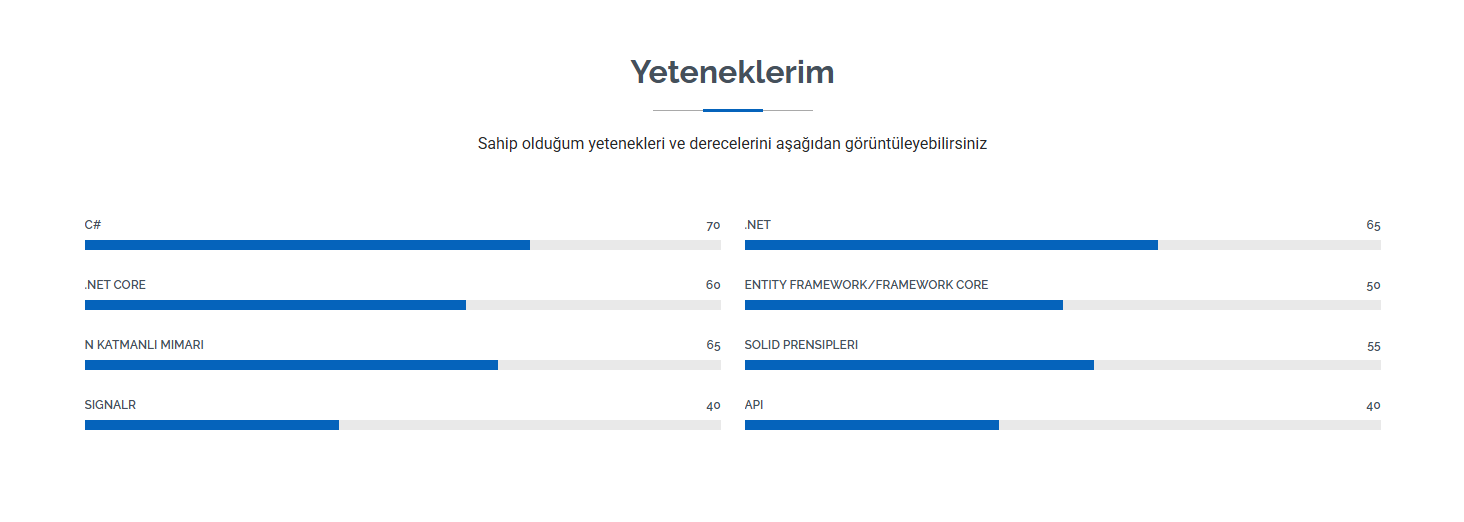 Yeteneklerim
Sahip olduğum yetenekleri ve derecelerini aşağıdan görüntüleyebilirsiniz
C# 70
.NET 65
.NET CORE 60
ENTITY FRAMEWORK/FRAMEWORK CORE 50
N KATMANLI MIMARI 65
SOLID PRENSIPLERI 55
SIGNALR 40
API 40